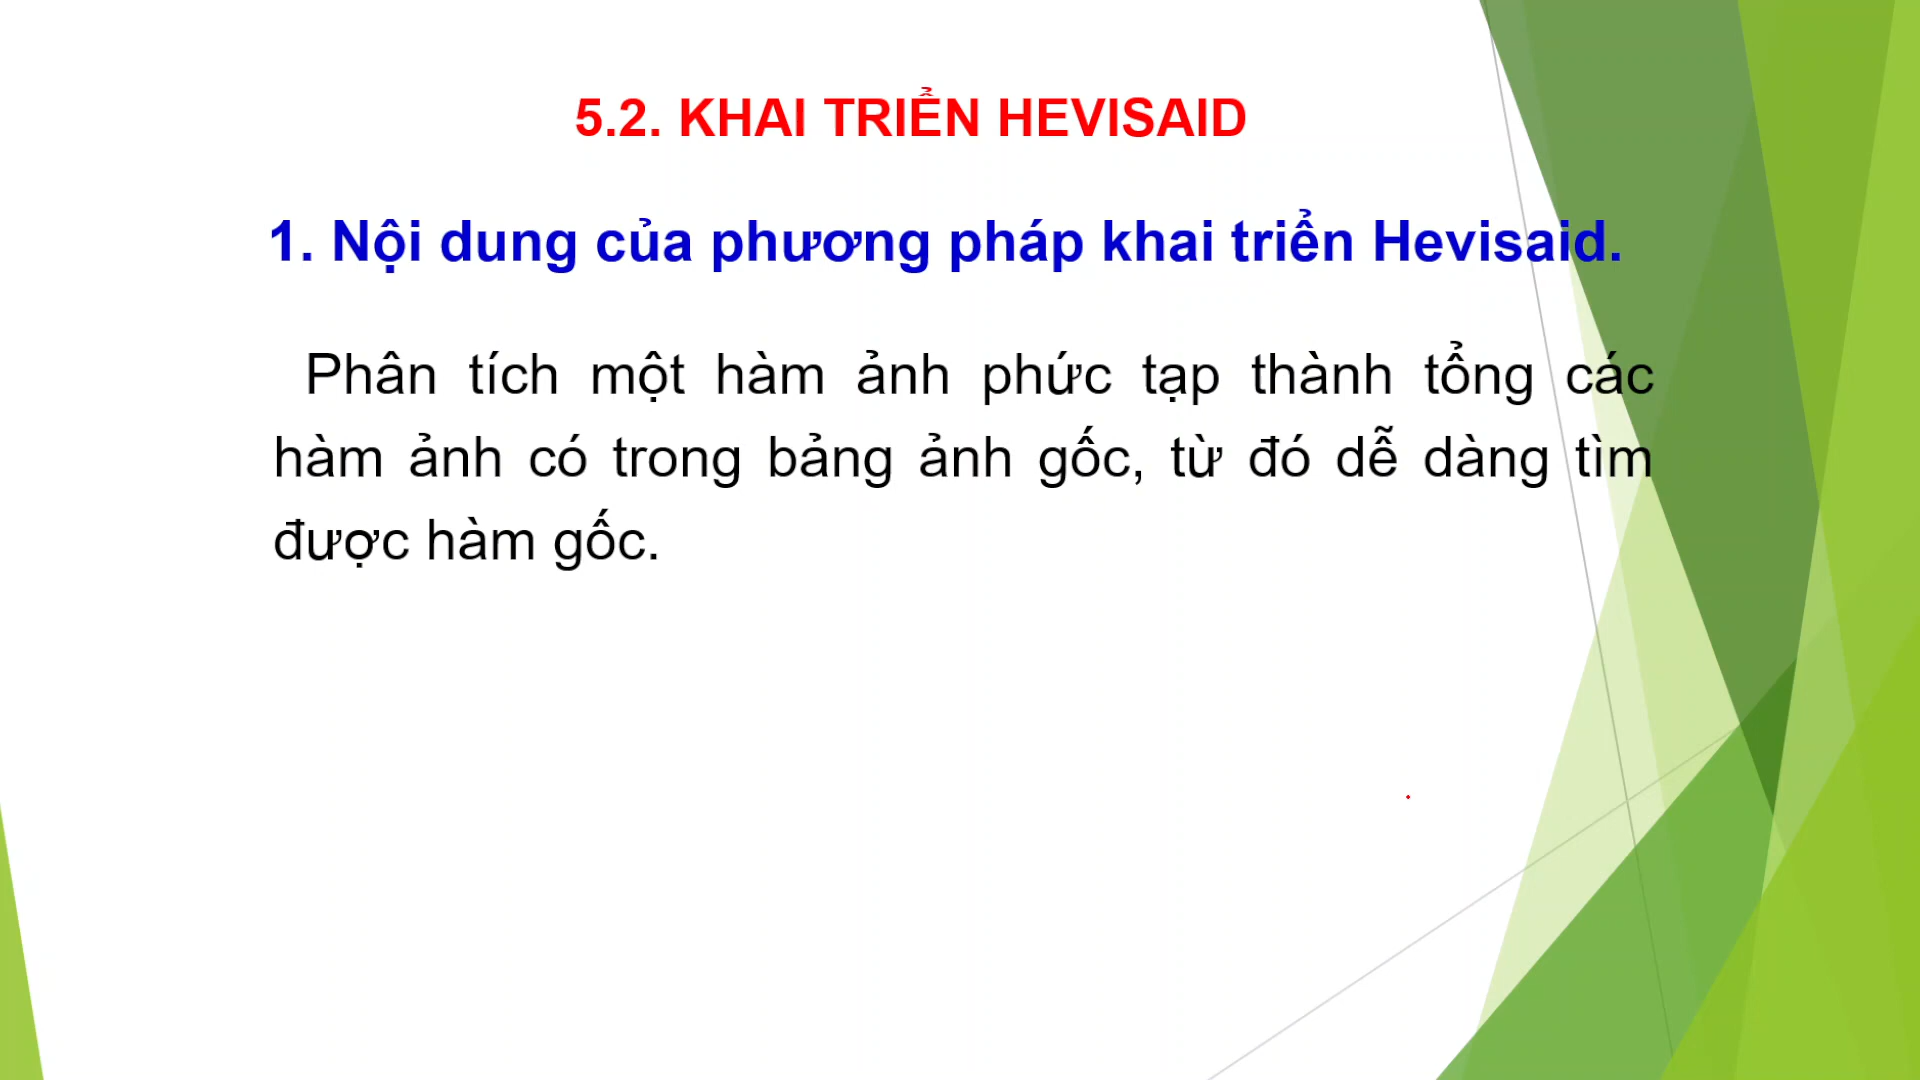 5.2. KHAI TRIỂN HEVISAID
1. Nội dung của phương pháp khai triển Hevisaid.
Phân tích một hàm ảnh phức tạp thành tổng các
hàm ảnh có trong bảng ảnh gốc, từ đó dễ dàng tìm
được hàm gốc.